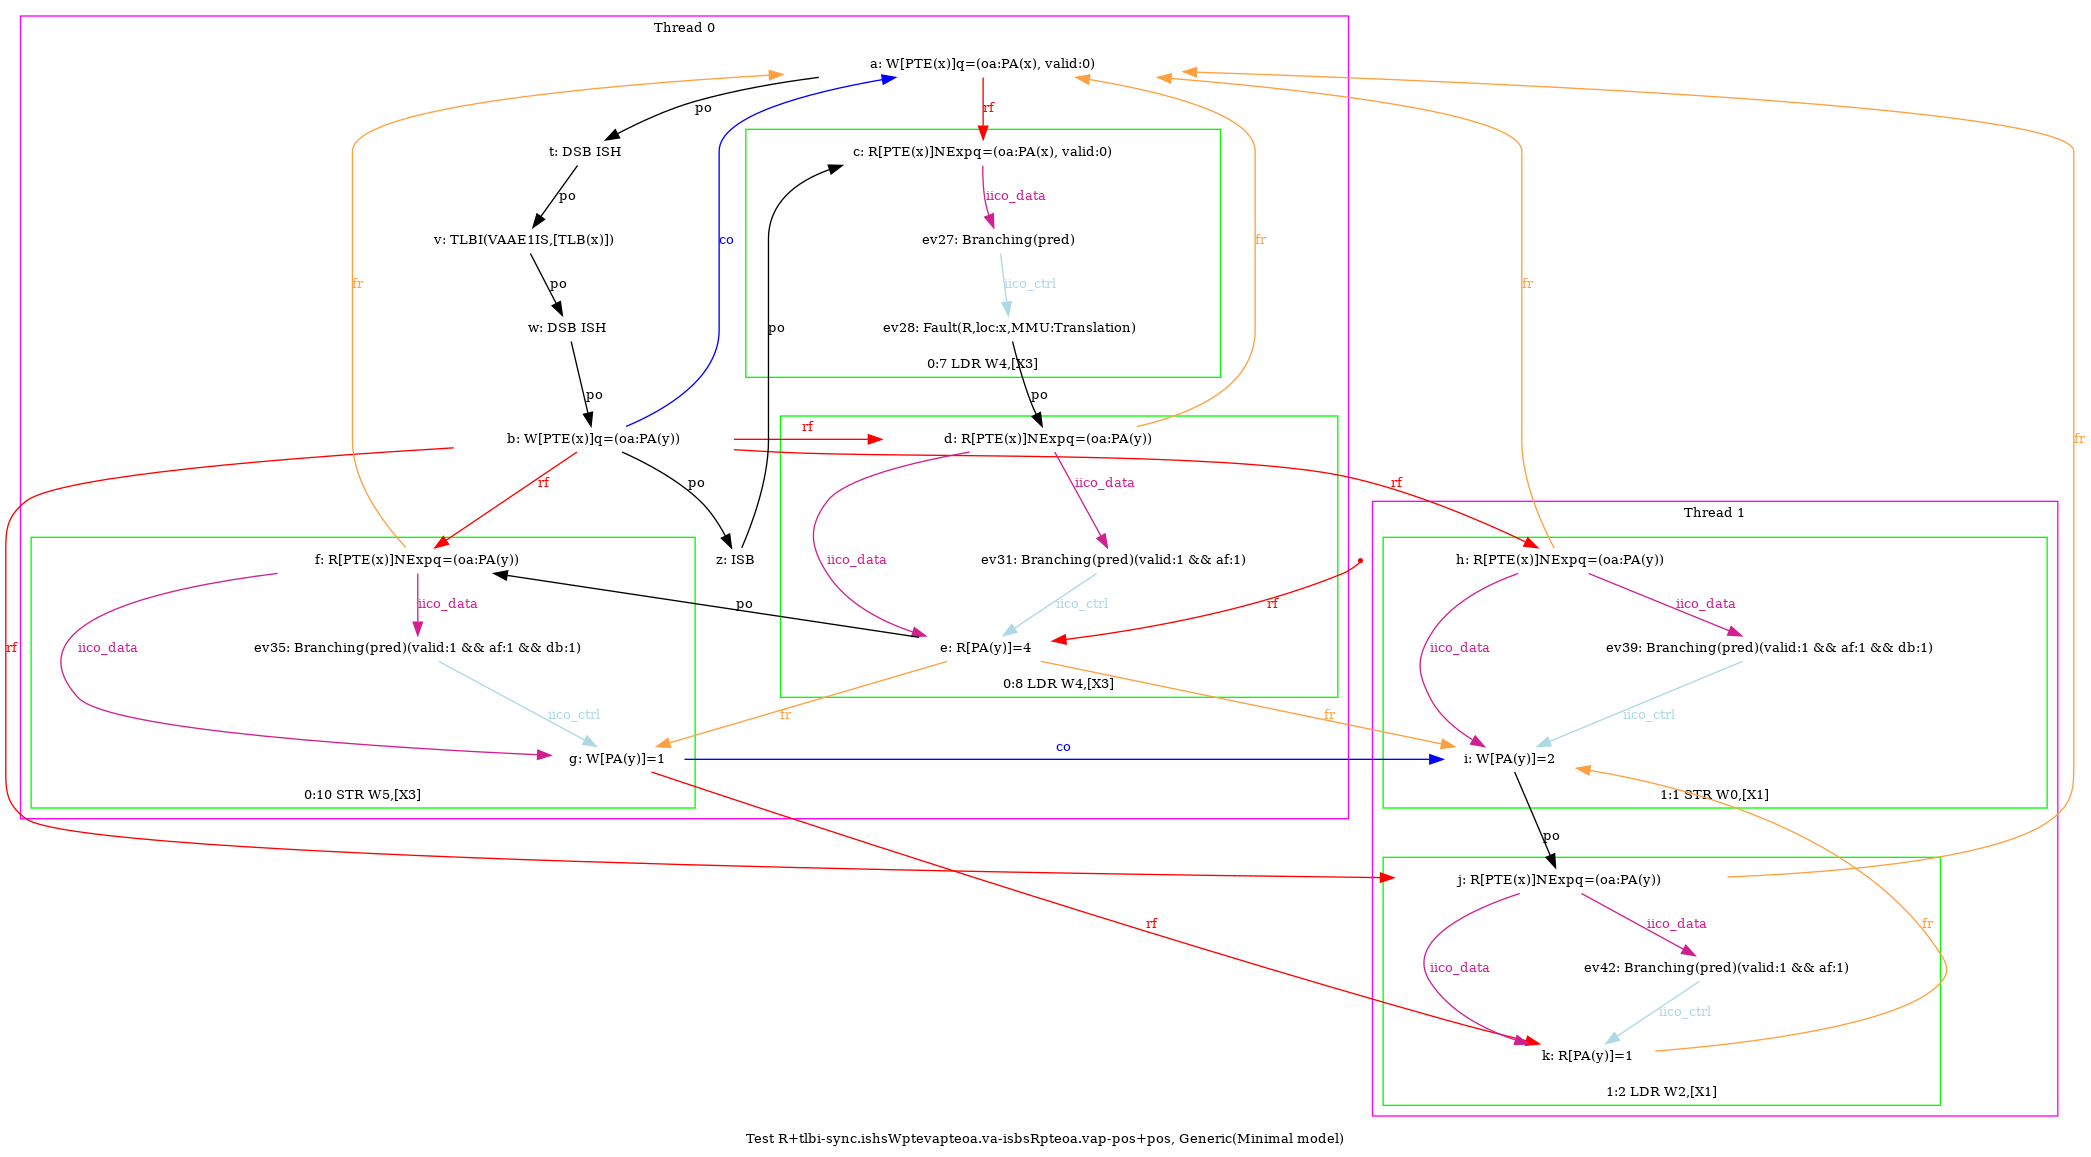 Thread 0
a: W[PTE(x)]q=(oa:PA(x), valid:0)
fr
po
rf
fr
fr
fr
t: DSB ISH
c: R[PTE(x)]NExpq=(oa:PA(x), valid:0)
po
iico_data
v: TLBI(VAAE1IS,[TLB(x)])
co
ev27: Branching(pred)
po
iico_ctrl
w: DSB ISH
po
ev28: Fault(R,loc:x,MMU:Translation)
0:7 LDR W4,[X3]
po
po
b: W[PTE(x)]q=(oa:PA(y))
rf
d: R[PTE(x)]NExpq=(oa:PA(y))
rf
po
iico_data
rf
Thread 1
f: R[PTE(x)]NExpq=(oa:PA(y))
z: ISB
iico_data
ev31: Branching(pred)(valid:1 && af:1)
h: R[PTE(x)]NExpq=(oa:PA(y))
iico_data
po
iico_ctrl
rf
iico_data
rf
iico_data
ev35: Branching(pred)(valid:1 && af:1 && db:1)
e: R[PA(y)]=4
iico_data
ev39: Branching(pred)(valid:1 && af:1 && db:1)
0:8 LDR W4,[X3]
iico_ctrl
fr
fr
iico_ctrl
g: W[PA(y)]=1
co
i: W[PA(y)]=2
0:10 STR W5,[X3]
1:1 STR W0,[X1]
po
j: R[PTE(x)]NExpq=(oa:PA(y))
rf
iico_data
fr
iico_data
ev42: Branching(pred)(valid:1 && af:1)
iico_ctrl
k: R[PA(y)]=1
1:2 LDR W2,[X1]
Test R+tlbi-sync.ishsWptevapteoa.va-isbsRpteoa.vap-pos+pos, Generic(Minimal model)